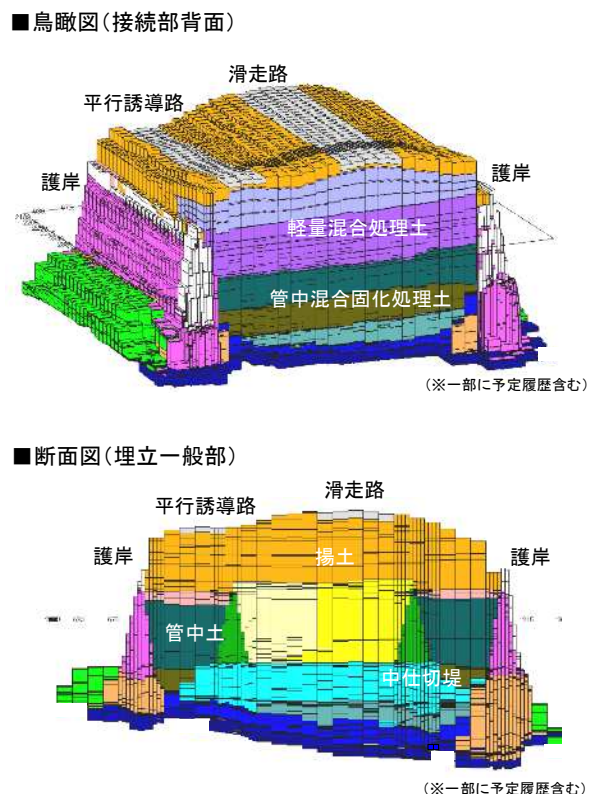 ■鳥瞰図(接続部背面)
滑走路
平行誘導路
護岸
護岸
軽量混合処理土
管中混合固化処理土
(※一部に予定履歴含む)
■断面図(埋立一般部)
滑走路
平行誘導路
護岸
護岸
揚土
管中土
中仕切堤
(※一部に予定履歴含む)